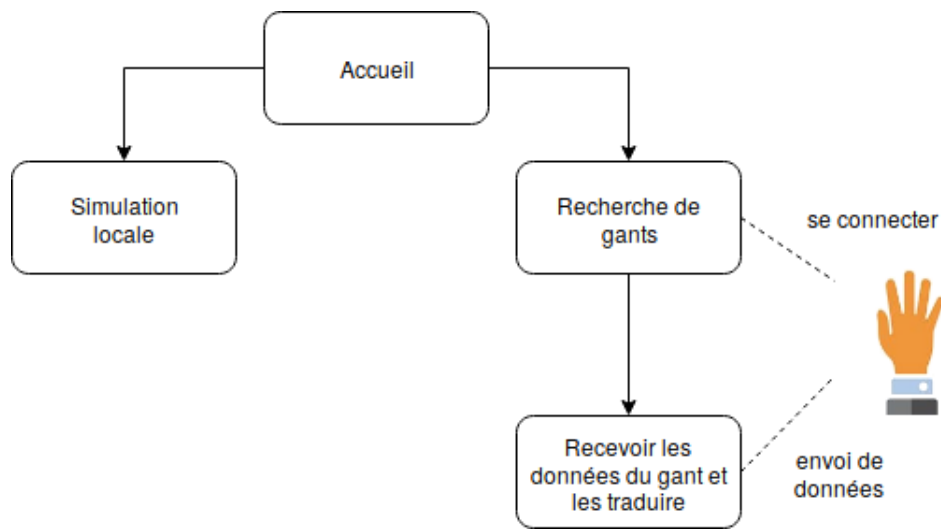 Accueil
Simulation
locale
Recherche de
gants
se connecter
Recevoir les
données du gant et
les traduire
envoi de
données